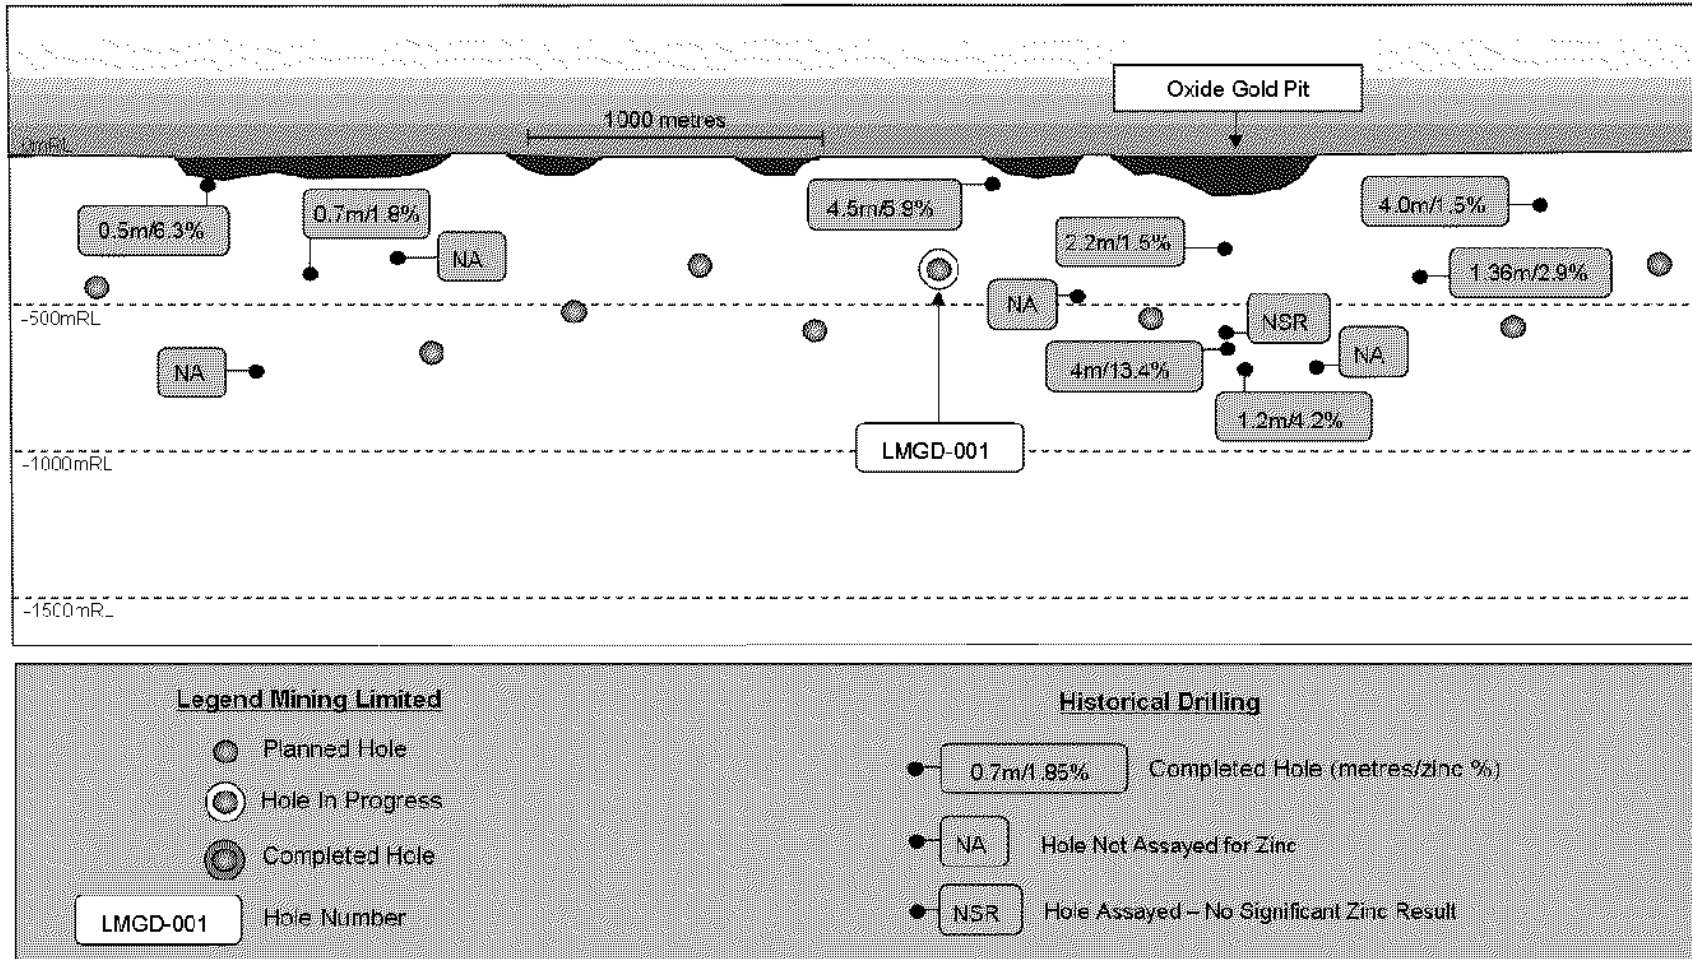 Oxide Gold Pit
1000 metres
0mRL
0.5m/6.3%
0.7m/1.8%
NA
4.5m/5.9%
4.0m/1.5%
2.2m/1.5%
1.36m/2.9%
NA
-500mRL
NSR
NA
4m/13.4%
NA
1.2m/4.2%
LMGD-001
-1000mRL
-1500mRL
Legend Mining Limited
Planned Hole
Hole In Progress
Completed Hole
LMGD-001 Hole Number
Historical Drilling
0.7m/1.85% Completed Hole (metres/zinc %)
NA Hole Not Assayed for Zinc
NSR Hole Assayed – No Significant Zinc Result